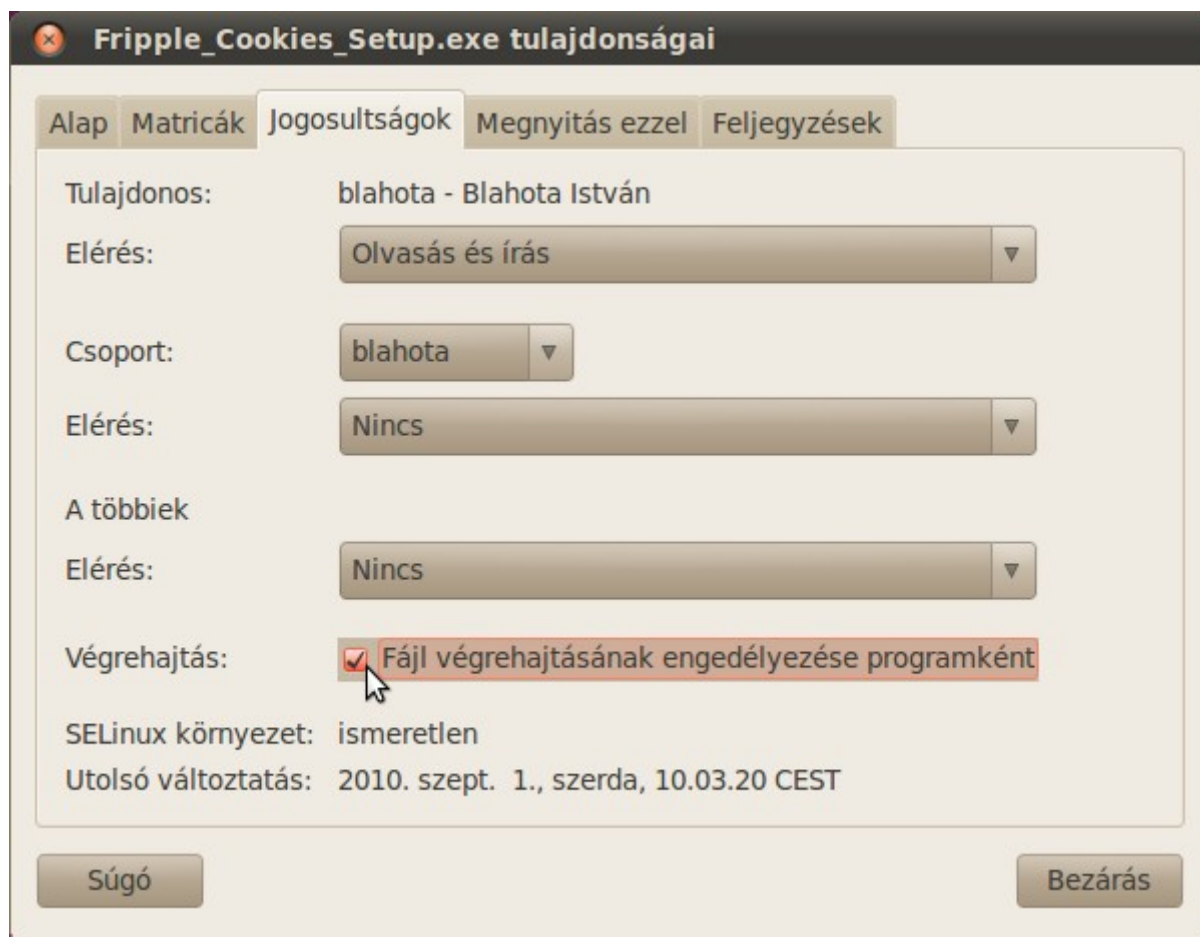 Fripple_Cookies_Setup.exe tulajdonságai
Alap Matricák Jogosultságok Megnyitás ezzel Feljegyzések
Tulajdonos: blahota - Blahota István
Elérés: Olvasás és írás
Csoport: blahota
Elérés: Nincs
A többiek
Elérés: Nincs
Végrehajtás: Fájl végrehajtásának engedélyezése programként
SELinux környezet: ismeretlen
Utolsó változtatás: 2010. szept.  1., szerda, 10.03.20 CEST
Súgó Bezárás